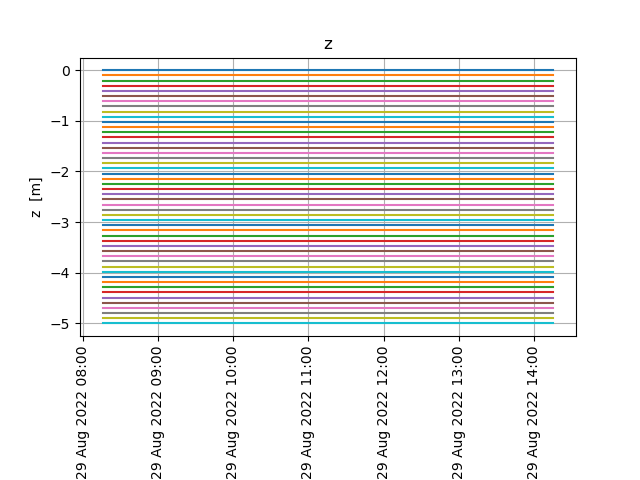 z
0
−1
−2
−3
−4
−5
z [m]
29 Aug 2022 08:00
29 Aug 2022 09:00
29 Aug 2022 10:00
29 Aug 2022 11:00
29 Aug 2022 12:00
29 Aug 2022 13:00
29 Aug 2022 14:00